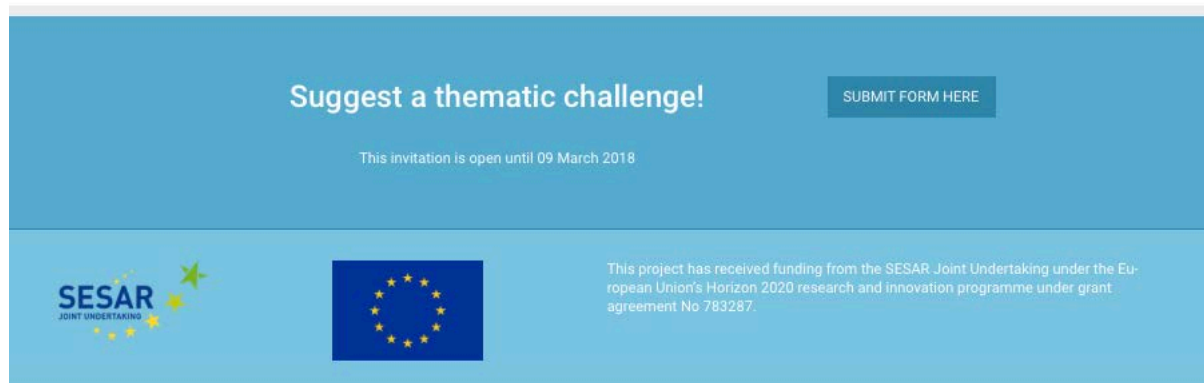 Suggest a thematic challenge!
SUBMIT FORM HERE
This invitation is open until 09 March 2018
SESAR
JOINT UNDERTAKING
This project has received funding from the SESAR Joint Undertaking under the Eu-
ropean Union's Horizon 2020 research and innovation programme under grant
agreement No 783287.